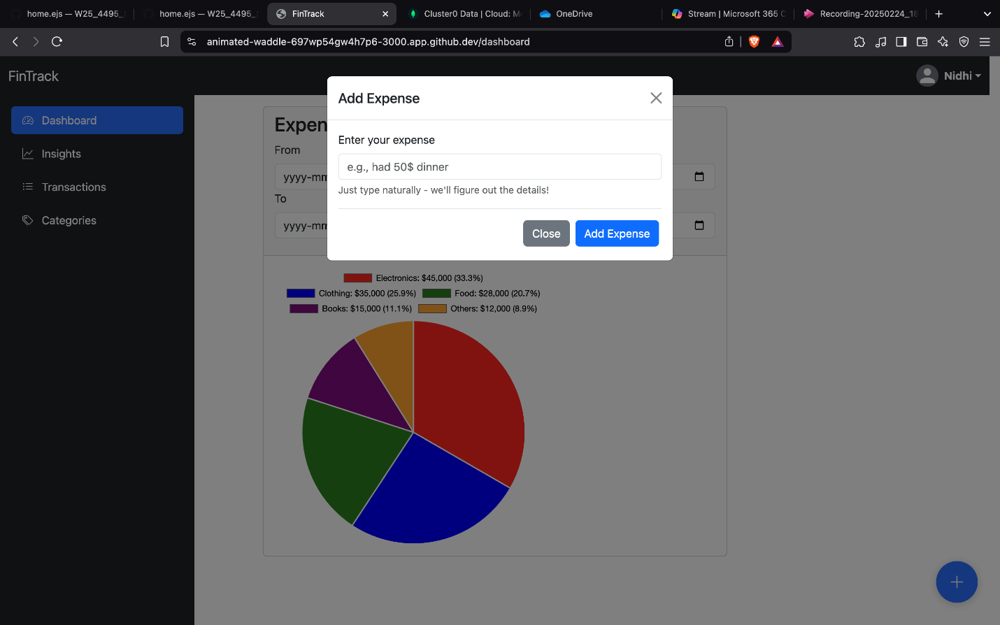 home.ejs — W25_4495_
home.ejs — W25_4495_
FinTrack
Cluster0 Data | Cloud: M
OneDrive
Stream | Microsoft 365 C
Recording-20250224_18
animated-waddle-697wp54gw4h7p6-3000.app.github.dev/dashboard
FinTrack
Nidhi
Dashboard
Insights
Transactions
Categories
Expen
From
yyyy-mm
To
yyyy-mm
Add Expense
Enter your expense
e.g., had 50$ dinner
Just type naturally - we'll figure out the details!
Close
Add Expense
Electronics: $45,000 (33.3%)
Clothing: $35,000 (25.9%) Food: $28,000 (20.7%)
Books: $15,000 (11.1%) Others: $12,000 (8.9%)